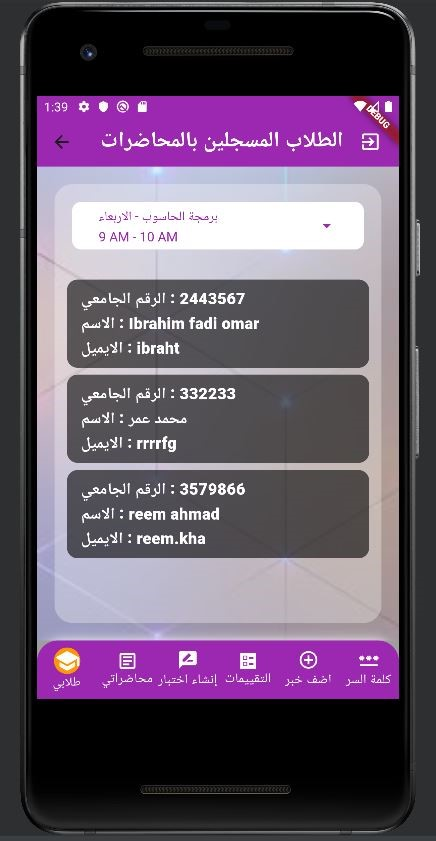 1:39
DEBUG
الطلاب المسجلين بالمحاضرات
برمجة الحاسوب - الاربعاء
9 AM - 10 AM
الرقم الجامعي : 2443567
الاسم : Ibrahim fadi omar
الايميل : ibraht
الرقم الجامعي : 332233
الاسم : محمد عمر
الايميل : rrrrfg
الرقم الجامعي : 3579866
الاسم : reem ahmad
الايميل : reem.kha
كلمة السر
اضف خبر
التقييمات
إنشاء اختبار
محاضراتي
طلابي